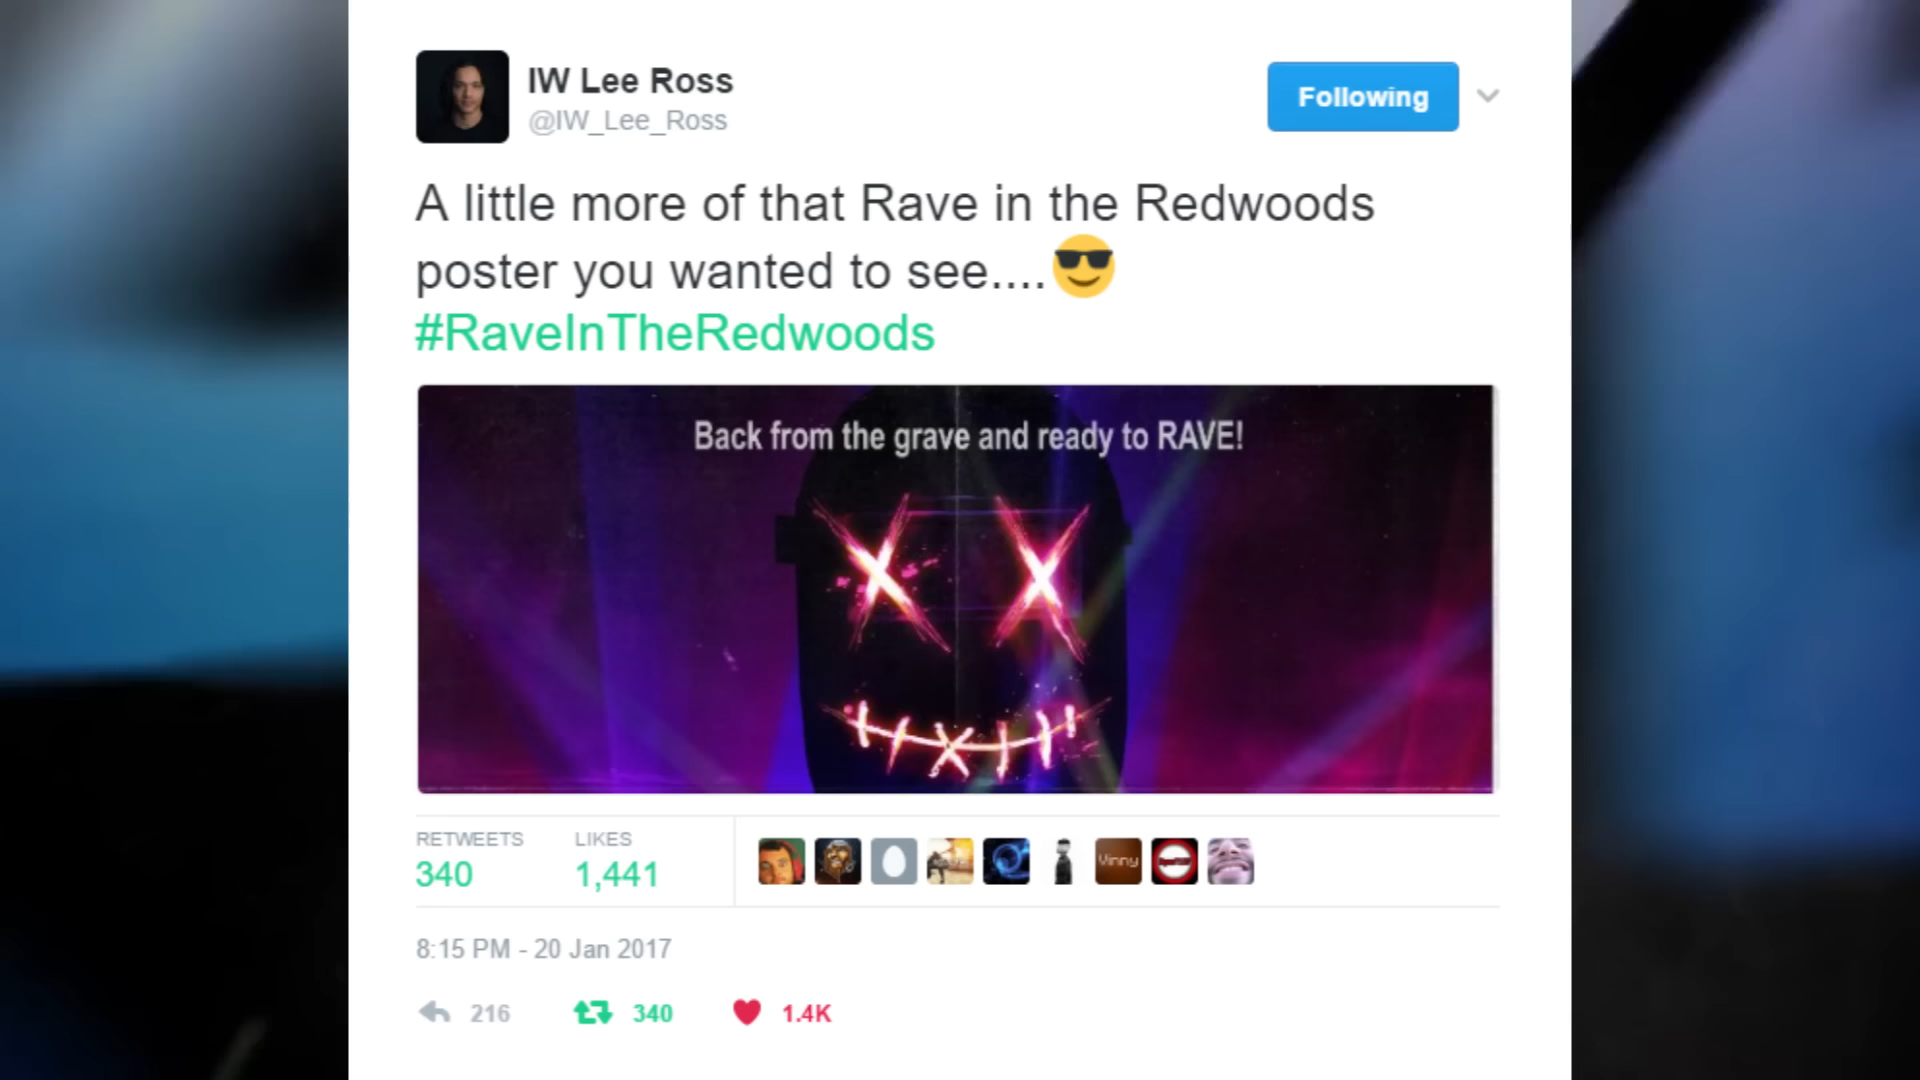 IW Lee Ross
@IW_Lee_Ross
Following
A little more of that Rave in the Redwoods
poster you wanted to see....😎
#RaveInTheRedwoods
Back from the grave and ready to RAVE!
RETWEETS
340
LIKES
1,441
Vinny
8:15 PM - 20 Jan 2017
216
340
1.4K